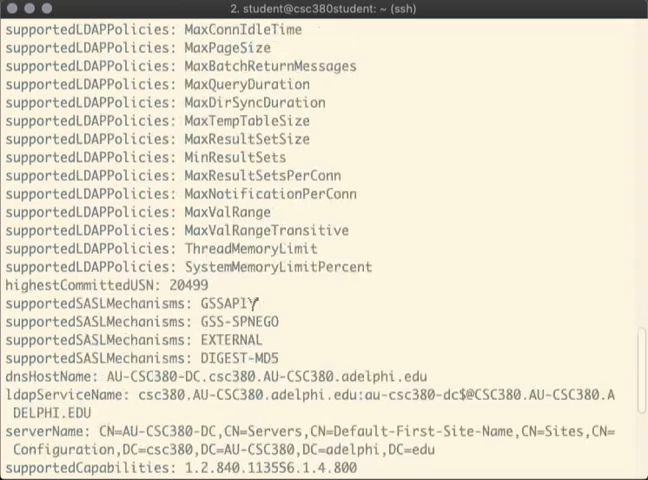 2. student@csc380student: ~ (ssh)
supportedLDAPPolicies: MaxConnIdleTime
supportedLDAPPolicies: MaxPageSize
supportedLDAPPolicies: MaxBatchReturnMessages
supportedLDAPPolicies: MaxQueryDuration
supportedLDAPPolicies: MaxDirSyncDuration
supportedLDAPPolicies: MaxTempTableSize
supportedLDAPPolicies: MaxResultSetSize
supportedLDAPPolicies: MinResultSets
supportedLDAPPolicies: MaxResultSetsPerConn
supportedLDAPPolicies: MaxNotificationPerConn
supportedLDAPPolicies: MaxValRange
supportedLDAPPolicies: MaxValRangeTransitive
supportedLDAPPolicies: ThreadMemoryLimit
supportedLDAPPolicies: SystemMemoryLimitPercent
highestCommittedUSN: 20499
supportedSASLMechanisms: GSSAPI
supportedSASLMechanisms: GSS-SPNEGO
supportedSASLMechanisms: EXTERNAL
supportedSASLMechanisms: DIGEST-MD5
dnsHostName: AU-CSC380-DC.csc380.AU-CSC380.adelphi.edu
ldapServiceName: csc380.AU-CSC380.adelphi.edu:au-csc380-dc$@CSC380.AU-CSC380.A
DELPHI.EDU
serverName: CN=AU-CSC380-DC,CN=Servers,CN=Default-First-Site-Name,CN=Sites,CN=
Configuration,DC=csc380,DC=AU-CSC380,DC=adelphi,DC=edu
supportedCapabilities: 1.2.840.113556.1.4.800